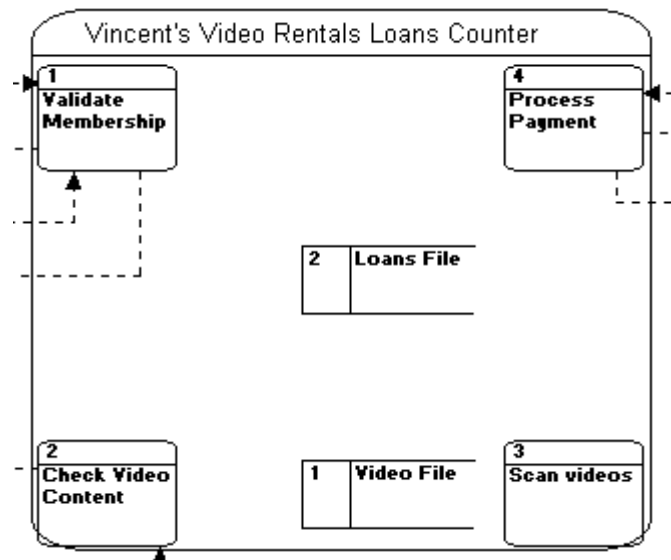 Vincent's Video Rentals Loans Counter
1
Validate
Membership
4
Process
Payment
2 Loans File
2
Check Video
Content
1 Video File
3
Scan videos